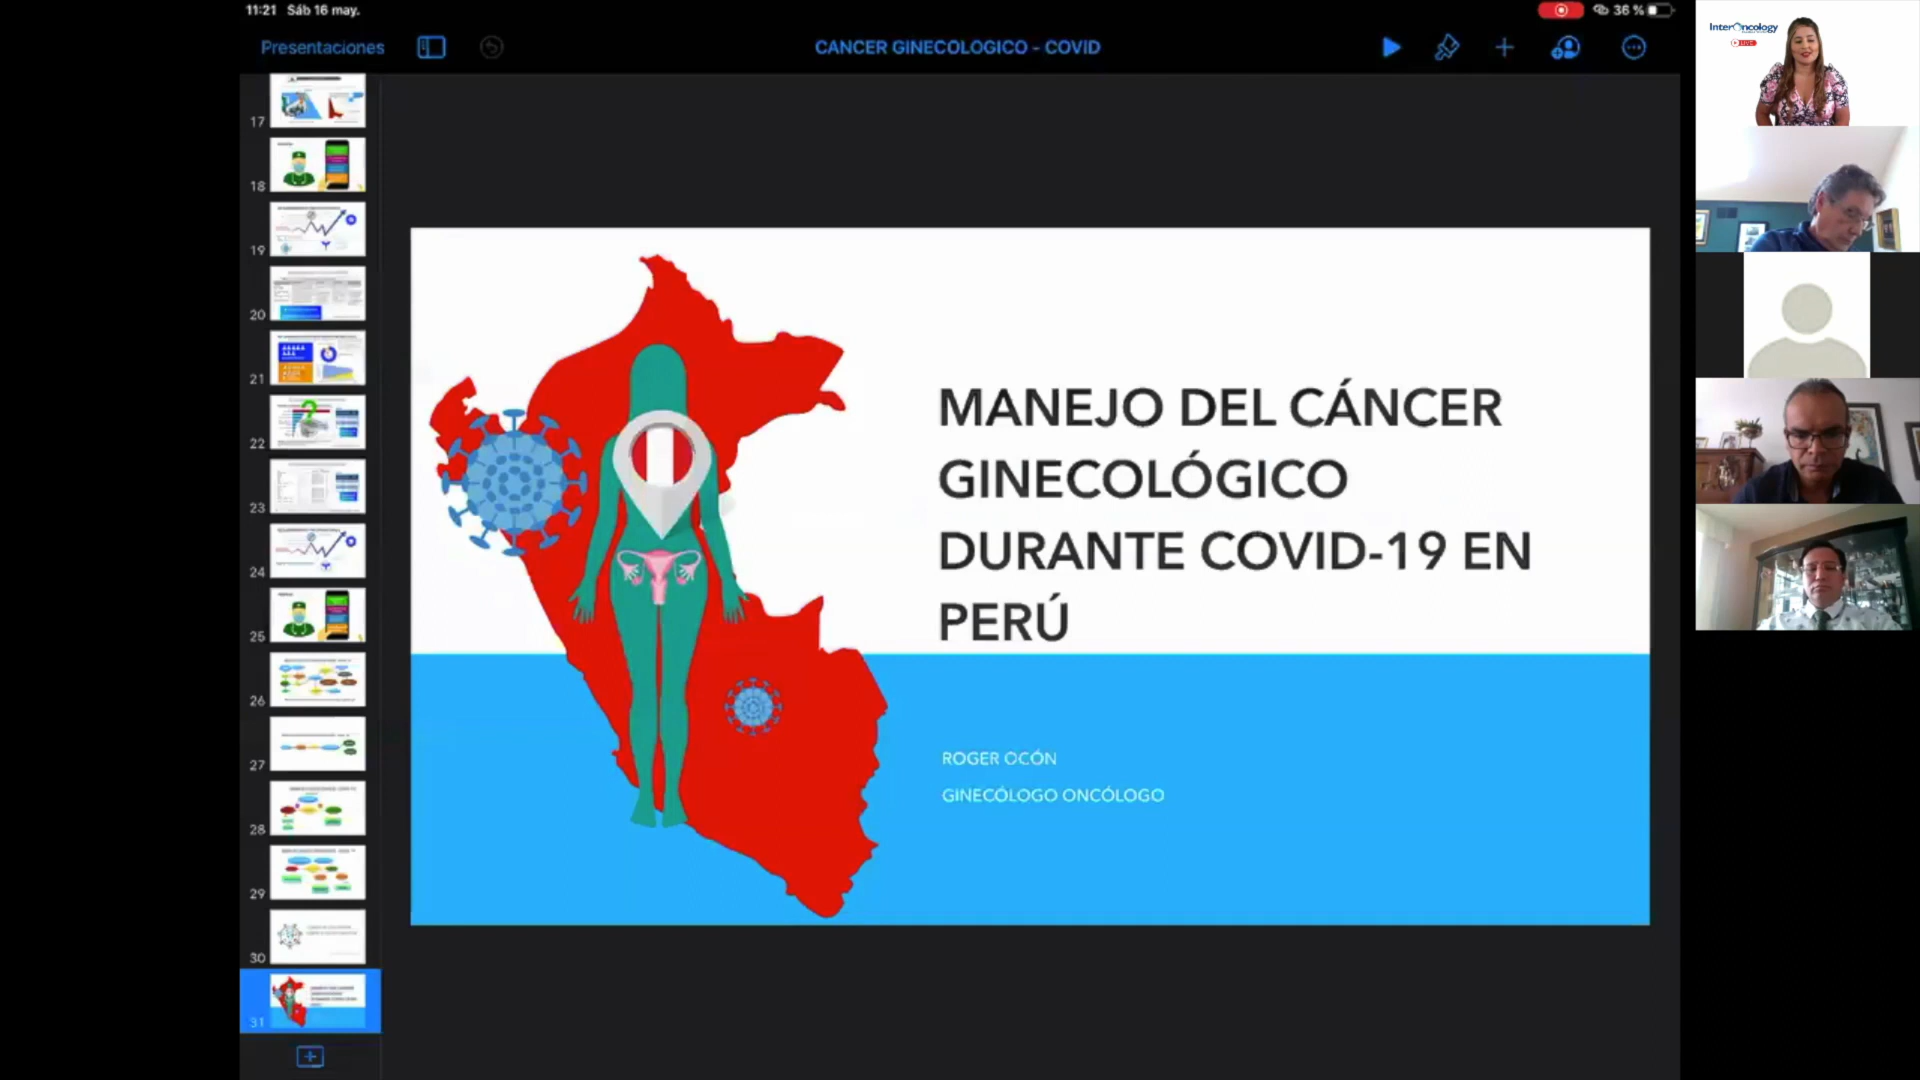 11:21 Sáb 16 may.
36 %
Presentaciones
CANCER GINECOLOGICO - COVID
InterOncology
LIVE
17
18
19
20
21
22
23
24
25
26
27
28
29
30
31
MANEJO DEL CÁNCER
GINECOLÓGICO
DURANTE COVID-19 EN
PERÚ
ROGER OCÓN
GINECÓLOGO ONCÓLOGO